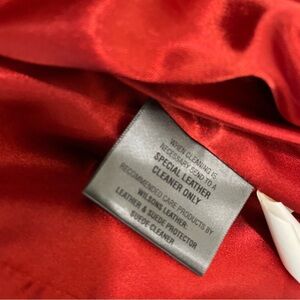 WHEN CLEANING IS
NECESSARY SEND TO A
SPECIAL LEATHER
CLEANER ONLY
RECOMMENDED CARE PRODUCTS BY
WILSONS LEATHER:
LEATHER & SUEDE PROTECTOR
SUEDE CLEANER